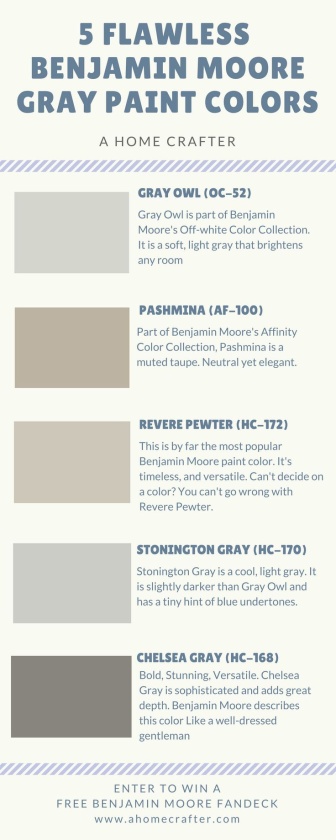 5 FLAWLESS
BENJAMIN MOORE
GRAY PAINT COLORS
A HOME CRAFTER
GRAY OWL (OC-52)
Gray Owl is part of Benjamin
Moore's Off-white Color Collection.
It is a soft, light gray that brightens
any room
PASHMINA (AF-100)
Part of Benjamin Moore's Affinity
Color Collection, Pashmina is a
muted taupe. Neutral yet elegant.
REVERE PEWTER (HC-172)
This is by far the most popular
Benjamin Moore paint color. It's
timeless, and versatile. Can't decide on
a color? You can't go wrong with
Revere Pewter.
STONINGTON GRAY (HC-170)
Stonington Gray is a cool, light gray. It
is slightly darker than Gray Owl and
has a tiny hint of blue undertones.
CHELSEA GRAY (HC-168)
Bold, Stunning, Versatile. Chelsea
Gray is sophisticated and adds great
depth. Benjamin Moore describes
this color Like a well-dressed
gentleman
ENTER TO WIN A
FREE BENJAMIN MOORE FANDECK
www.ahomecrafter.com